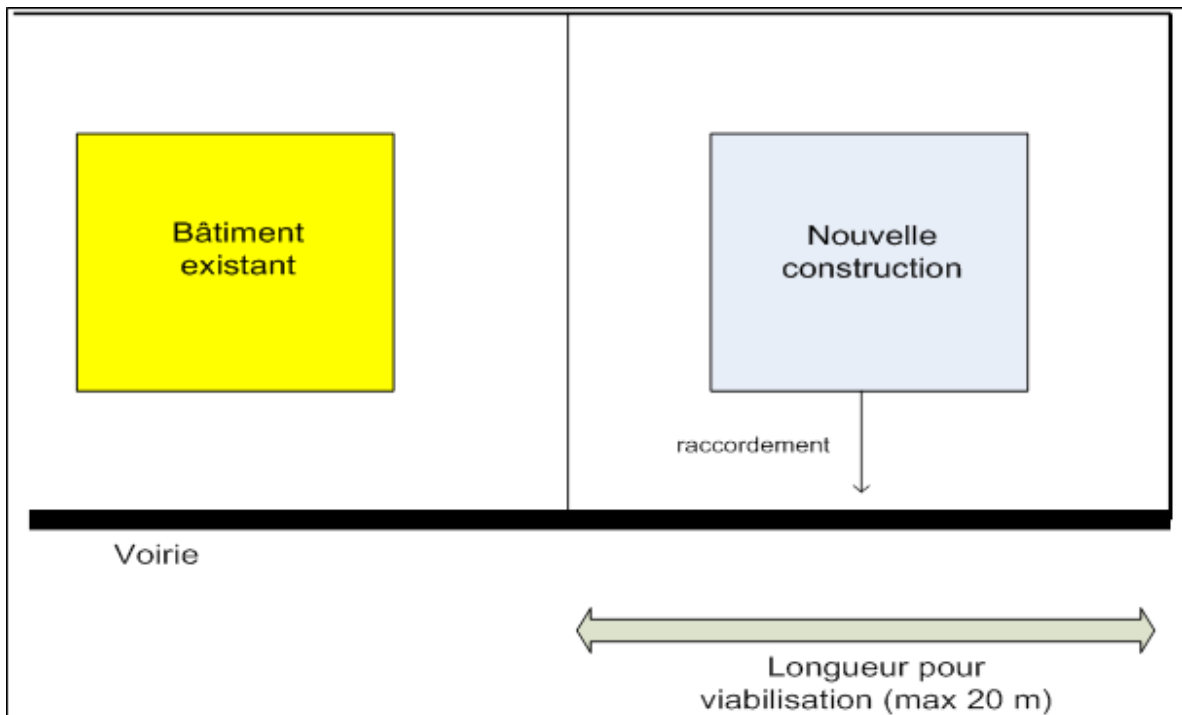 Bâtiment
existant
Nouvelle
construction
raccordement
Voirie
Longueur pour
viabilisation (max 20 m)